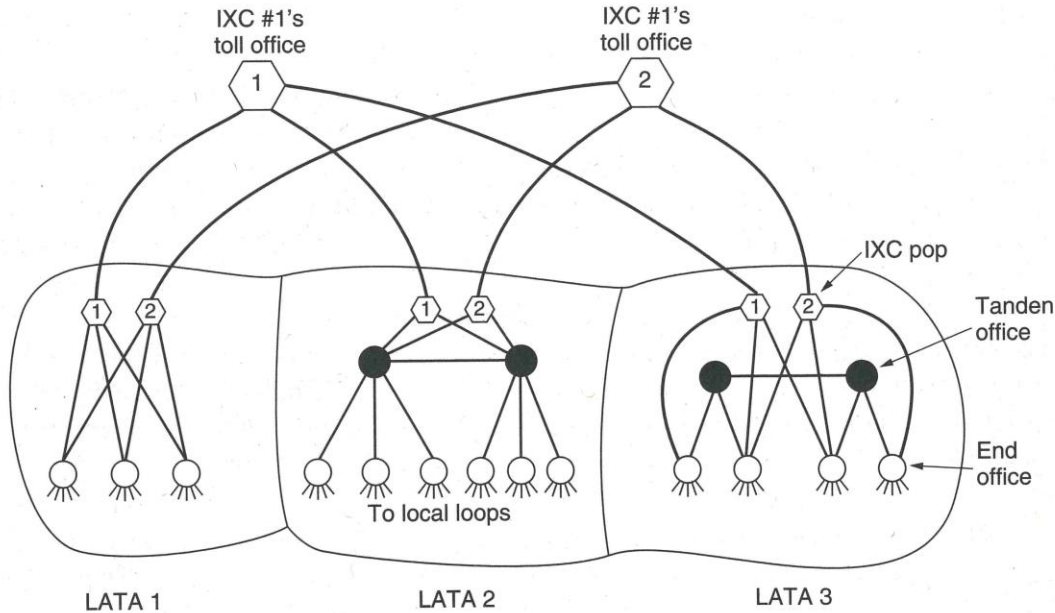 IXC #1's
toll office
IXC #1's
toll office
1
2
IXC pop
1
2
1
2
1
2
Tanden
office
End
office
To local loops
LATA 1
LATA 2
LATA 3